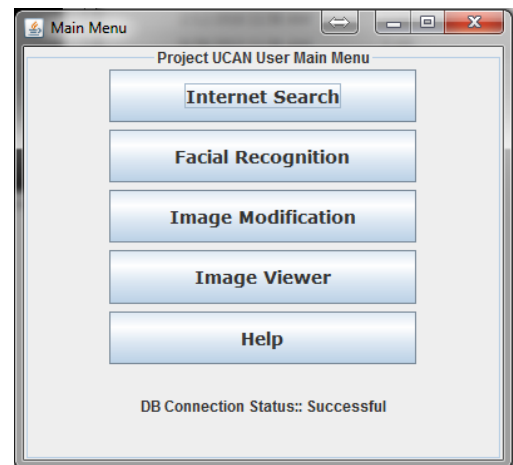 Main Menu
Project UCAN User Main Menu
Internet Search
Facial Recognition
Image Modification
Image Viewer
Help
DB Connection Status:: Successful